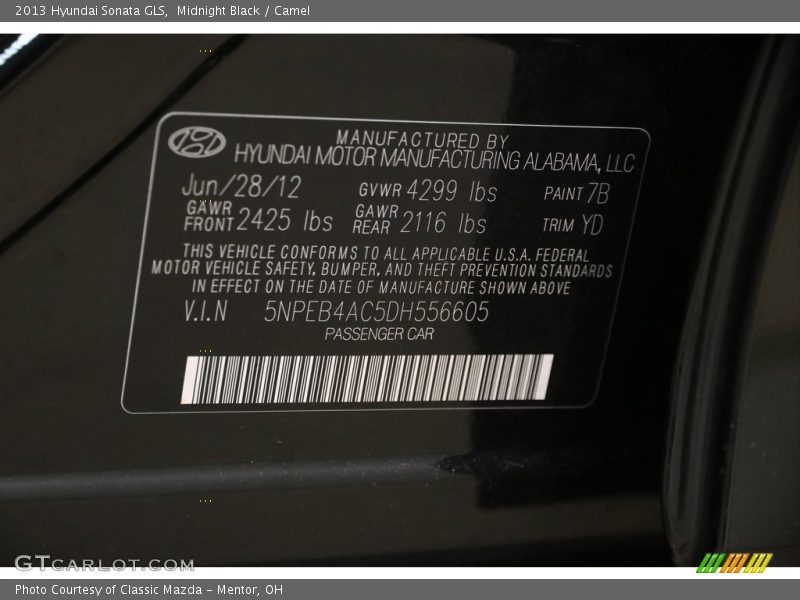 2013 Hyundai Sonata GLS, Midnight Black / Camel
MANUFACTURED BY
HYUNDAI MOTOR MANUFACTURING ALABAMA, LLC
Jun/28/12 GVWR 4299 lbs PAINT 7B
GAWR FRONT 2425 lbs GAWR REAR 2116 lbs TRIM YD
THIS VEHICLE CONFORMS TO ALL APPLICABLE U.S.A. FEDERAL
MOTOR VEHICLE SAFETY, BUMPER, AND THEFT PREVENTION STANDARDS
IN EFFECT ON THE DATE OF MANUFACTURE SHOWN ABOVE
V.I.N 5NPEB4AC5DH556605
PASSENGER CAR
GTCARLOT.COM
Photo Courtesy of Classic Mazda - Mentor, OH